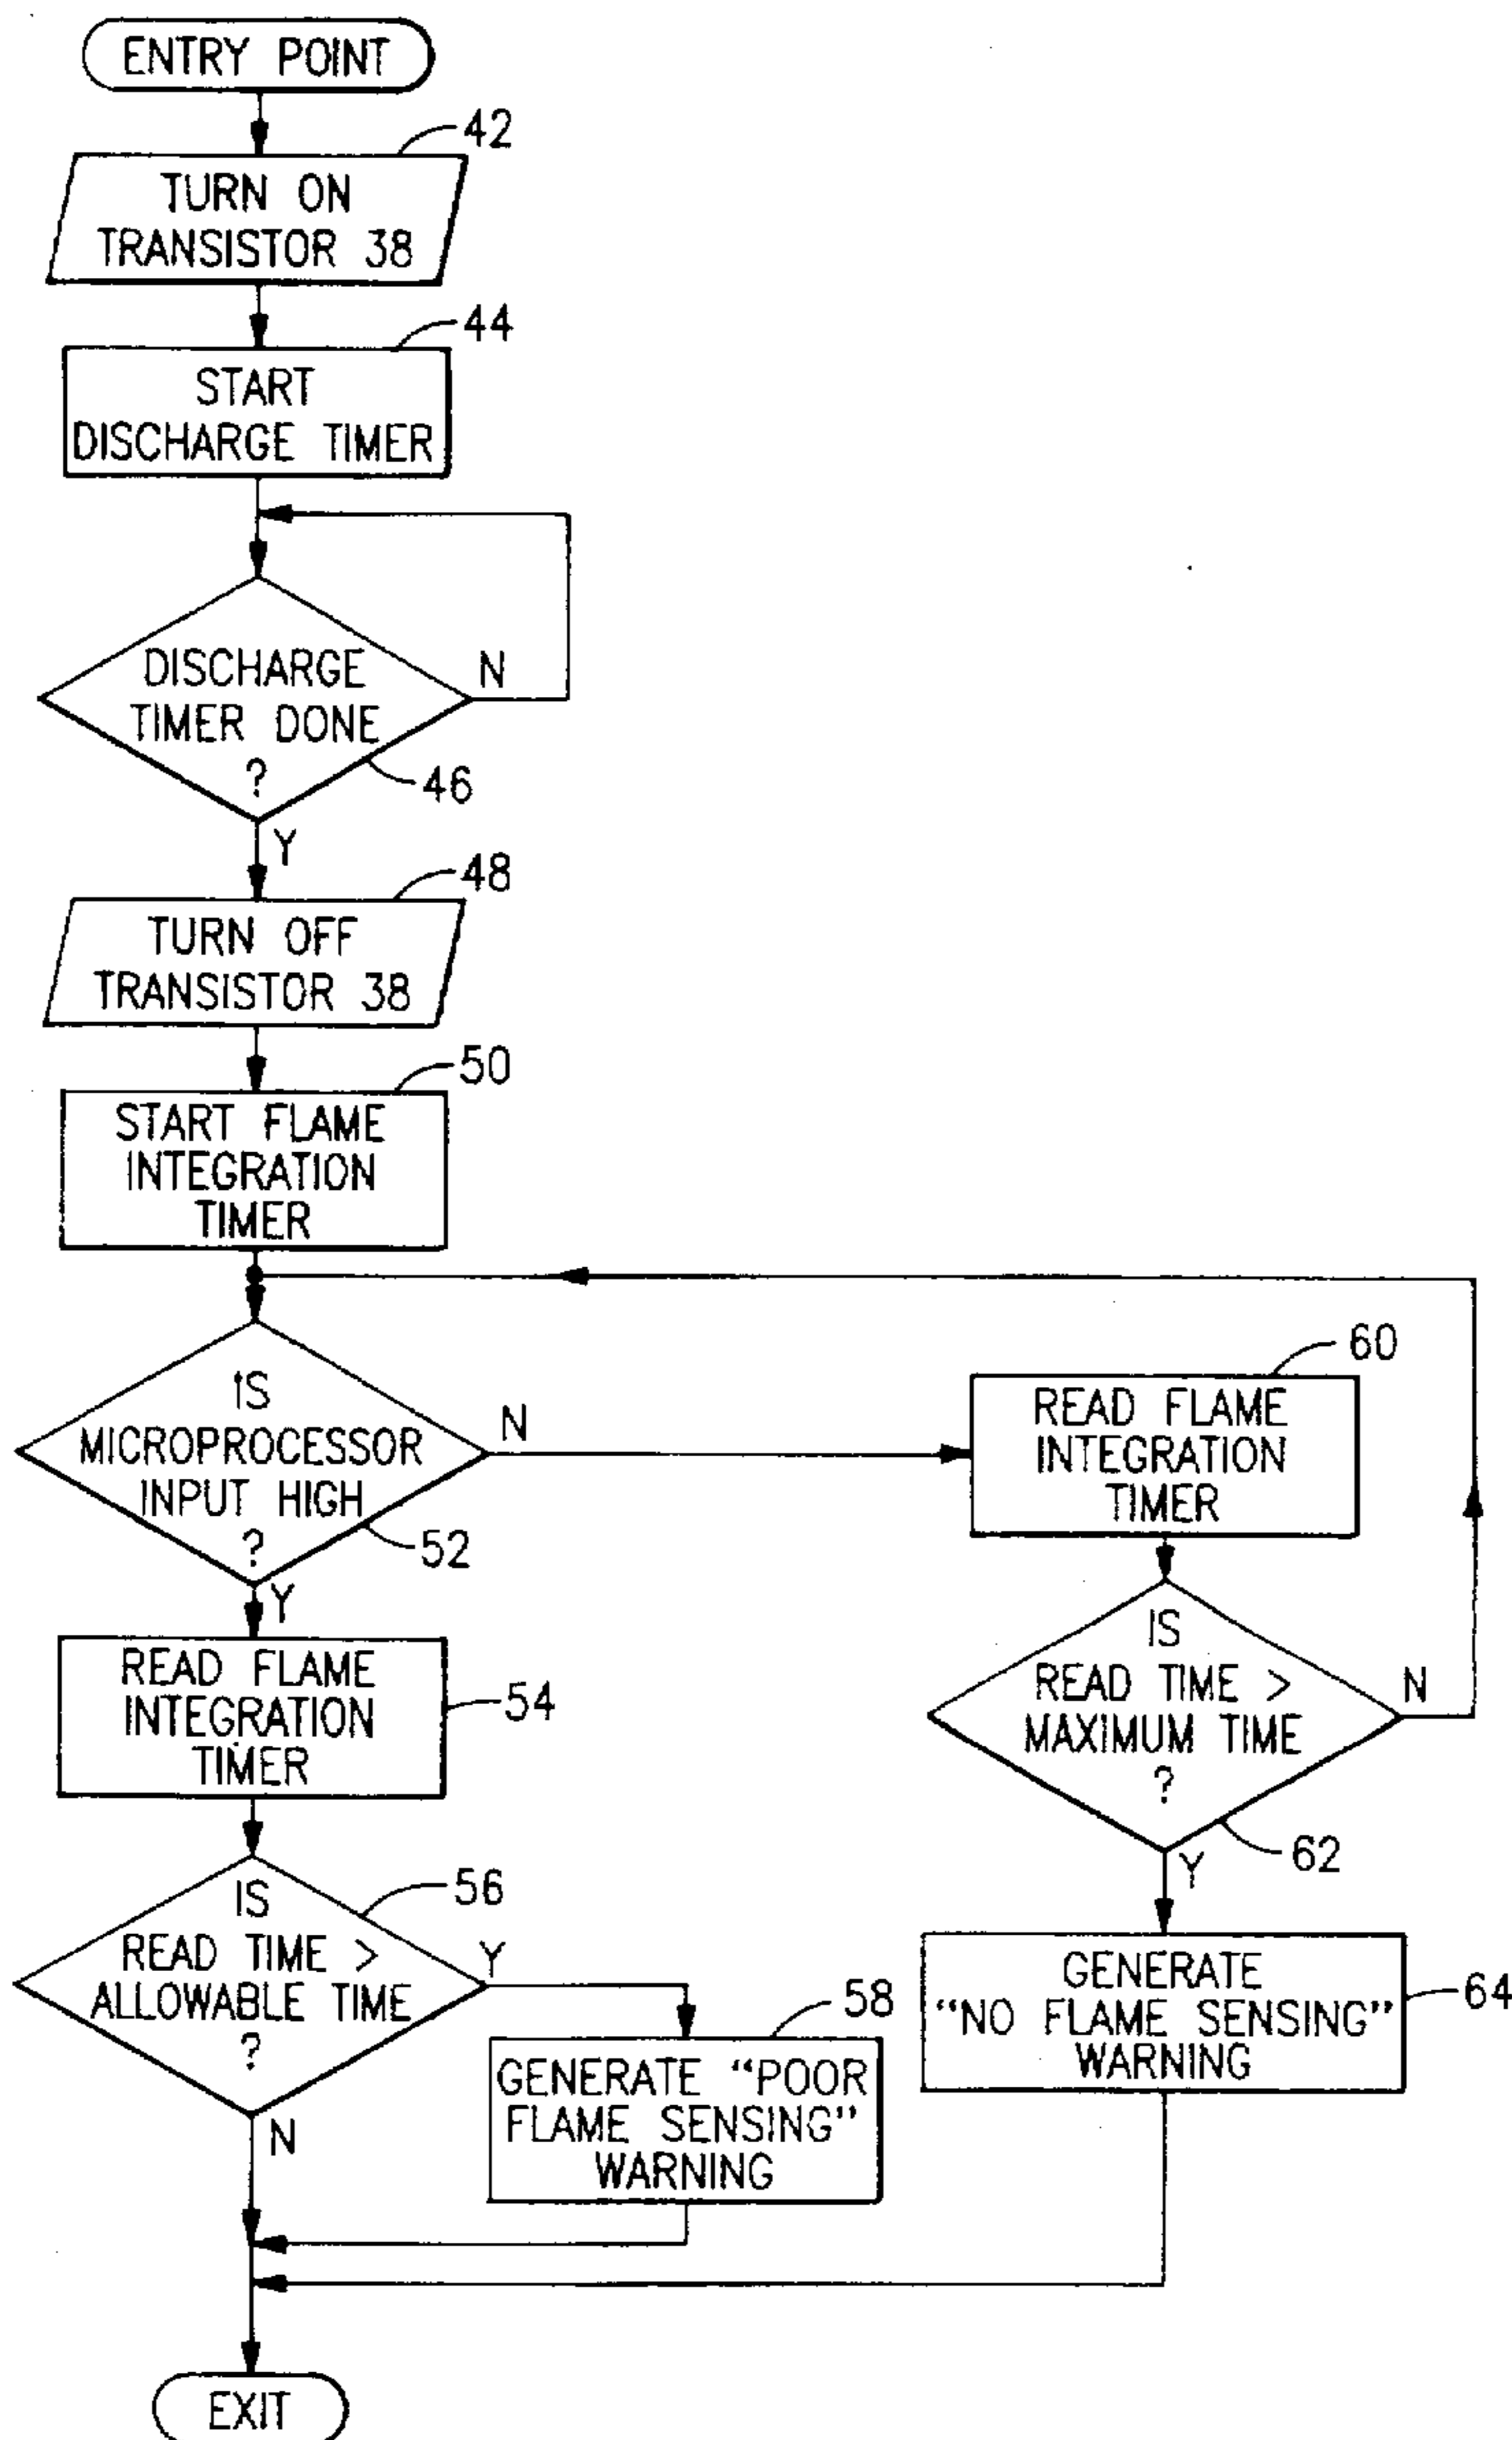 ENTRY POINT
42
TURN ON
TRANSISTOR 38
44
START
DISCHARGE TIMER
DISCHARGE
TIMER DONE
?
N
46
Y
48
TURN OFF
TRANSISTOR 38
50
START FLAME
INTEGRATION
TIMER
IS
MICROPROCESSOR
INPUT HIGH
?
N
52
Y
60
READ FLAME
INTEGRATION
TIMER
IS
READ TIME >
MAXIMUM TIME
?
N
62
Y
GENERATE
“NO FLAME SENSING”
WARNING
64
READ FLAME
INTEGRATION
TIMER
54
IS
READ TIME >
ALLOWABLE TIME
?
56
Y
N
58
GENERATE “POOR
FLAME SENSING”
WARNING
EXIT